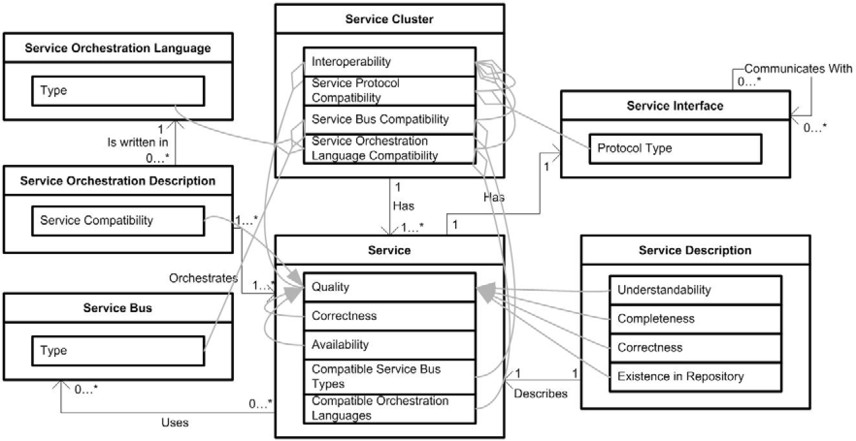 Service Cluster
Interoperability
Service Protocol
Compatibility
Service Bus Compatibility
Service Orchestration
Language Compatibility
Service Orchestration Language
Type
1
Is written in
0...*
Service Orchestration Description
Service Compatibility
1...*
Orchestrates
1...*
Service Bus
Type
0...*
Uses
0...*
1
Has
1...*
Service
Quality
Correctness
Availability
Compatible Service Bus
Types
Compatible Orchestration
Languages
1
Has
1
Communicates With
0...*
0...*
Service Interface
Protocol Type
Service Description
Understandability
Completeness
Correctness
Existence in Repository
1
1
Describes